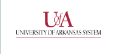 UA
UNIVERSITY OF ARKANSAS SYSTEM